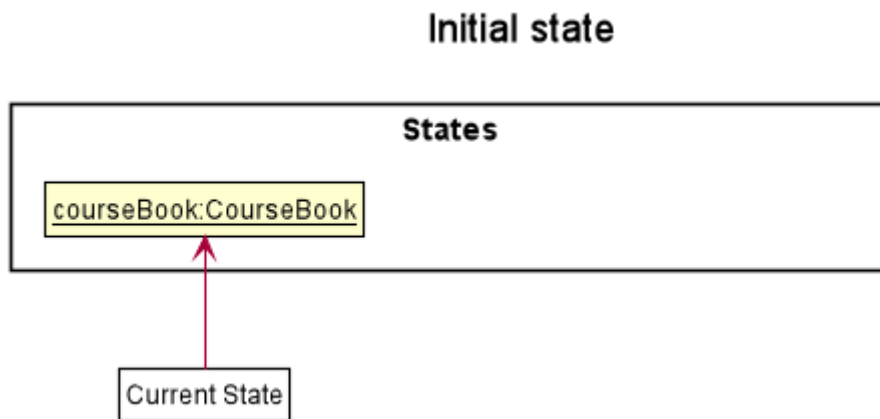 Initial state
States
courseBook:CourseBook
Current State